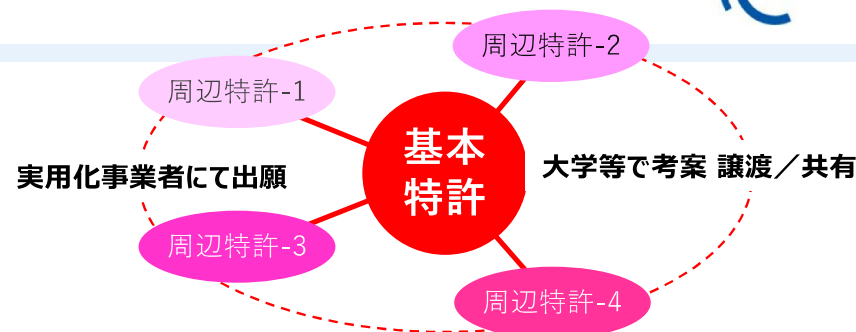 周辺特許-2
周辺特許-1
基本
特許
実用化事業者にて出願
大学等で考案 譲渡／共有
周辺特許-3
周辺特許-4